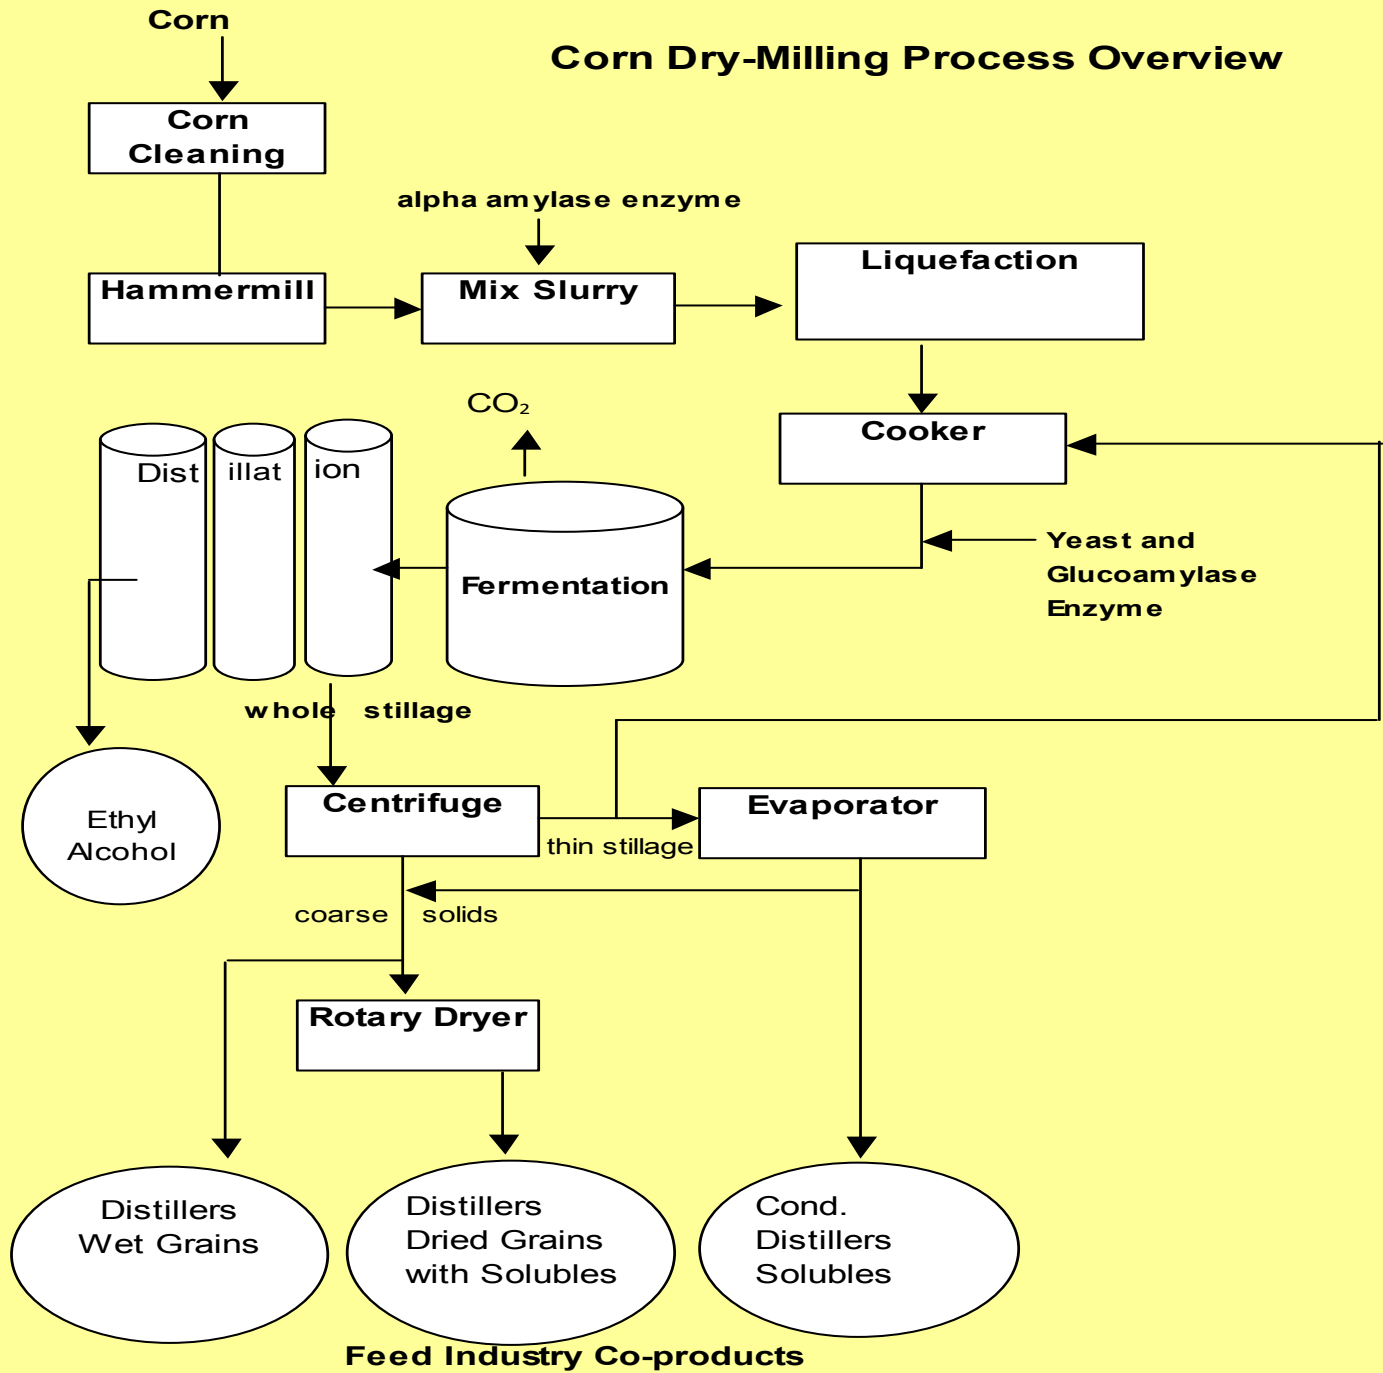 Corn
Corn Dry-Milling Process Overview
Corn
Cleaning
alpha amylase enzyme
Hammermill
Mix Slurry
Liquefaction
CO₂
Cooker
Dist illat ion
Fermentation
Yeast and
Glucoamylase
Enzyme
whole stillage
Ethyl
Alcohol
Centrifuge
thin stillage
Evaporator
coarse solids
Rotary Dryer
Distillers
Wet Grains
Distillers
Dried Grains
with Solubles
Cond.
Distillers
Solubles
Feed Industry Co-products